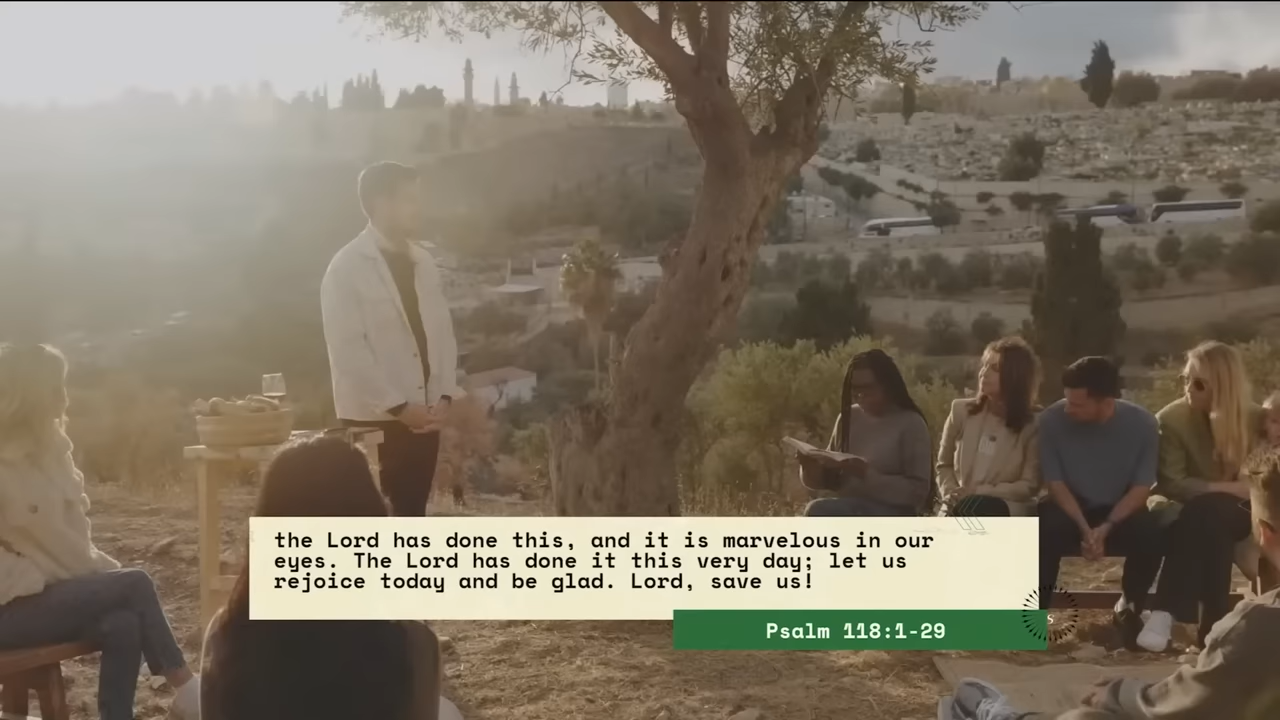 the Lord has done this, and it is marvelous in our
eyes. The Lord has done it this very day; let us
rejoice today and be glad. Lord, save us!
Psalm 118:1-29
S